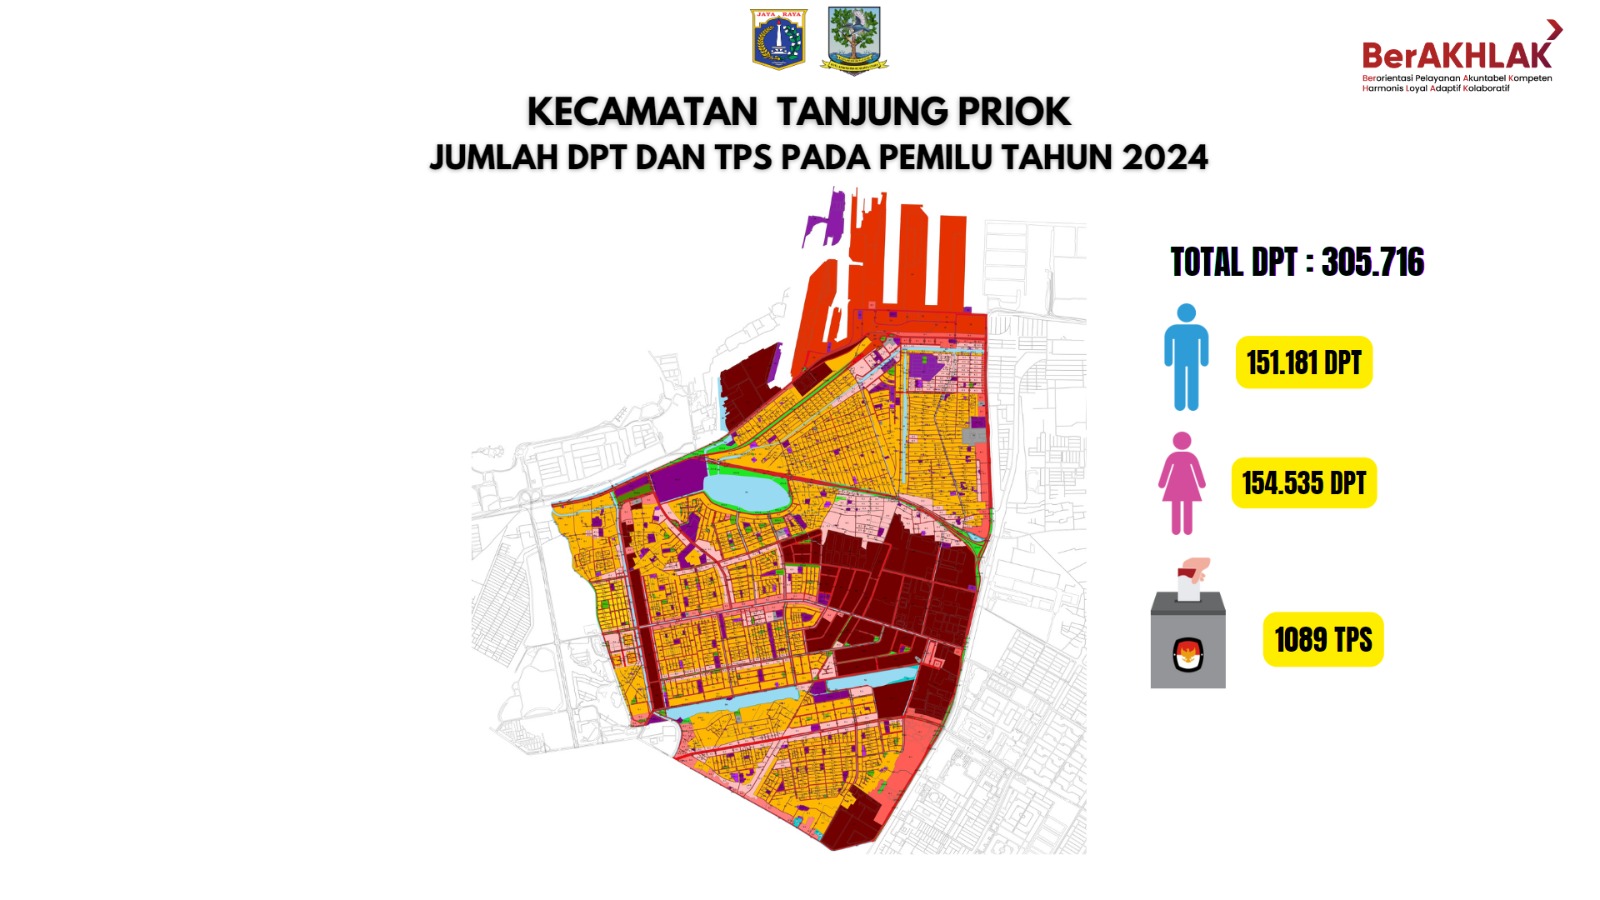 JAYA RAYA
BerAKHLAK
Berorientasi Pelayanan Akuntabel Kompeten
Harmonis Loyal Adaptif Kolaboratif
KECAMATAN TANJUNG PRIOK
JUMLAH DPT DAN TPS PADA PEMILU TAHUN 2024
TOTAL DPT : 305.716
151.181 DPT
154.535 DPT
1089 TPS